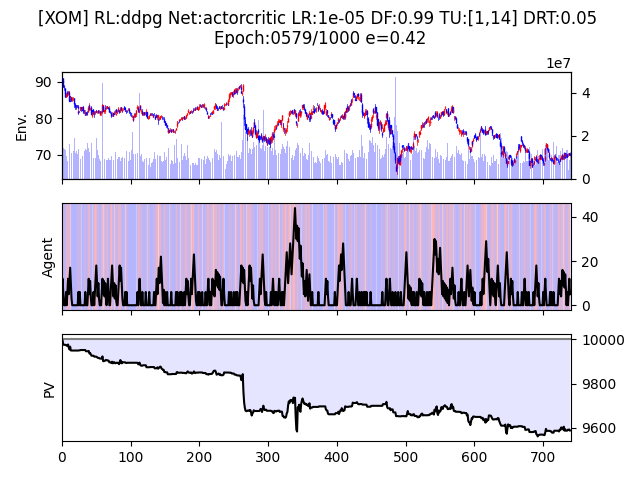 [XOM] RL:ddpg Net:actorcritic LR:1e-05 DF:0.99 TU:[1,14] DRT:0.05
Epoch:0579/1000 e=0.42
1e7
Env.
90
80
70
4
2
0
Agent
40
20
0
PV
10000
9800
9600
0 100 200 300 400 500 600 700